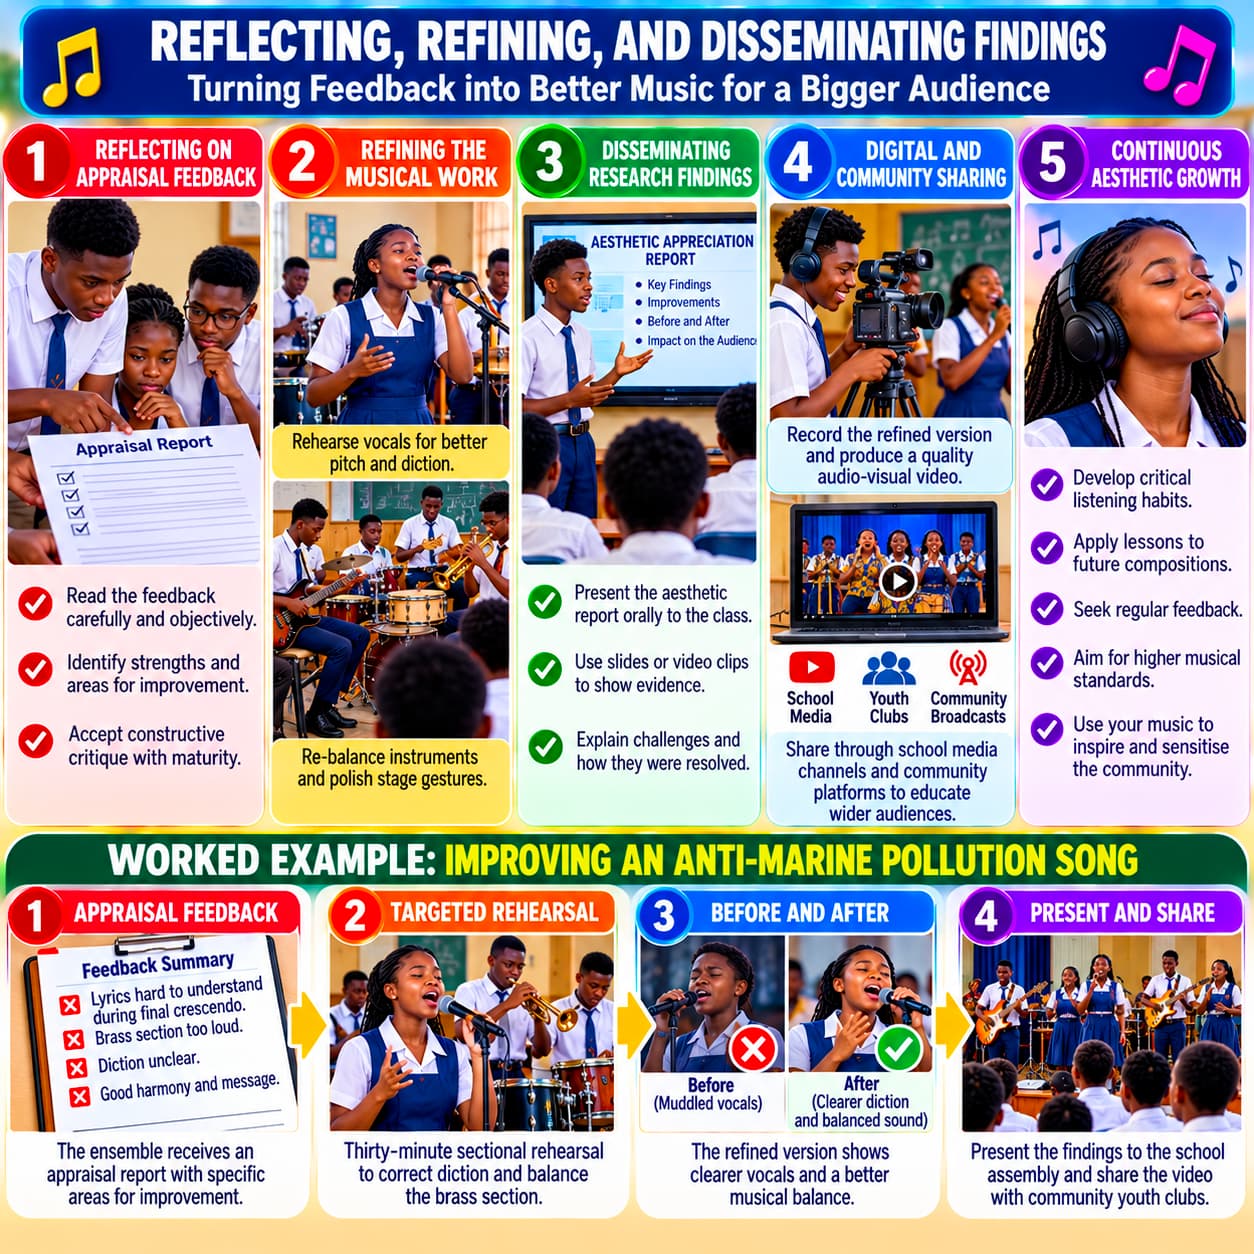 REFLECTING, REFINING, AND DISSEMINATING FINDINGS
Turning Feedback into Better Music for a Bigger Audience
1
REFLECTING ON
APPRAISAL FEEDBACK
Appraisal Report
Read the feedback
carefully and objectively.
Identify strengths and
areas for improvement.
Accept constructive
critique with maturity.
2
REFINING THE
MUSICAL WORK
Rehearse vocals for better
pitch and diction.
Re-balance instruments
and polish stage gestures.
3
DISSEMINATING
RESEARCH FINDINGS
AESTHETIC APPRECIATION
REPORT
• Key Findings
• Improvements
• Before and After
• Impact on the Audienc
Present the aesthetic
report orally to the class.
Use slides or video clips
to show evidence.
Explain challenges and
how they were resolved.
4
DIGITAL AND
COMMUNITY SHARING
Record the refined version
and produce a quality
audio-visual video.
School
Media
Youth
Clubs
Community
Broadcasts
Share through school media
channels and community
platforms to educate
wider audiences.
5
CONTINUOUS
AESTHETIC GROWTH
Develop critical
listening habits.
Apply lessons to
future compositions.
Seek regular feedback.
Aim for higher musical
standards.
Use your music to
inspire and sensitise
the community.
WORKED EXAMPLE: IMPROVING AN ANTI-MARINE POLLUTION SONG
1
APPRAISAL FEEDBACK
Feedback Summary
Lyrics hard to understand
during final crescendo.
Brass section too loud.
Diction unclear.
Good harmony and message.
The ensemble receives an
appraisal report with specific
areas for improvement.
2
TARGETED REHEARSAL
Thirty-minute sectional rehearsal
to correct diction and balance
the brass section.
3
BEFORE AND AFTER
Before
(Muddled vocals)
After
(Clearer diction
and balanced sound)
The refined version shows
clearer vocals and a better
musical balance.
4
PRESENT AND SHARE
Present the findings to the school
assembly and share the video
with community youth clubs.